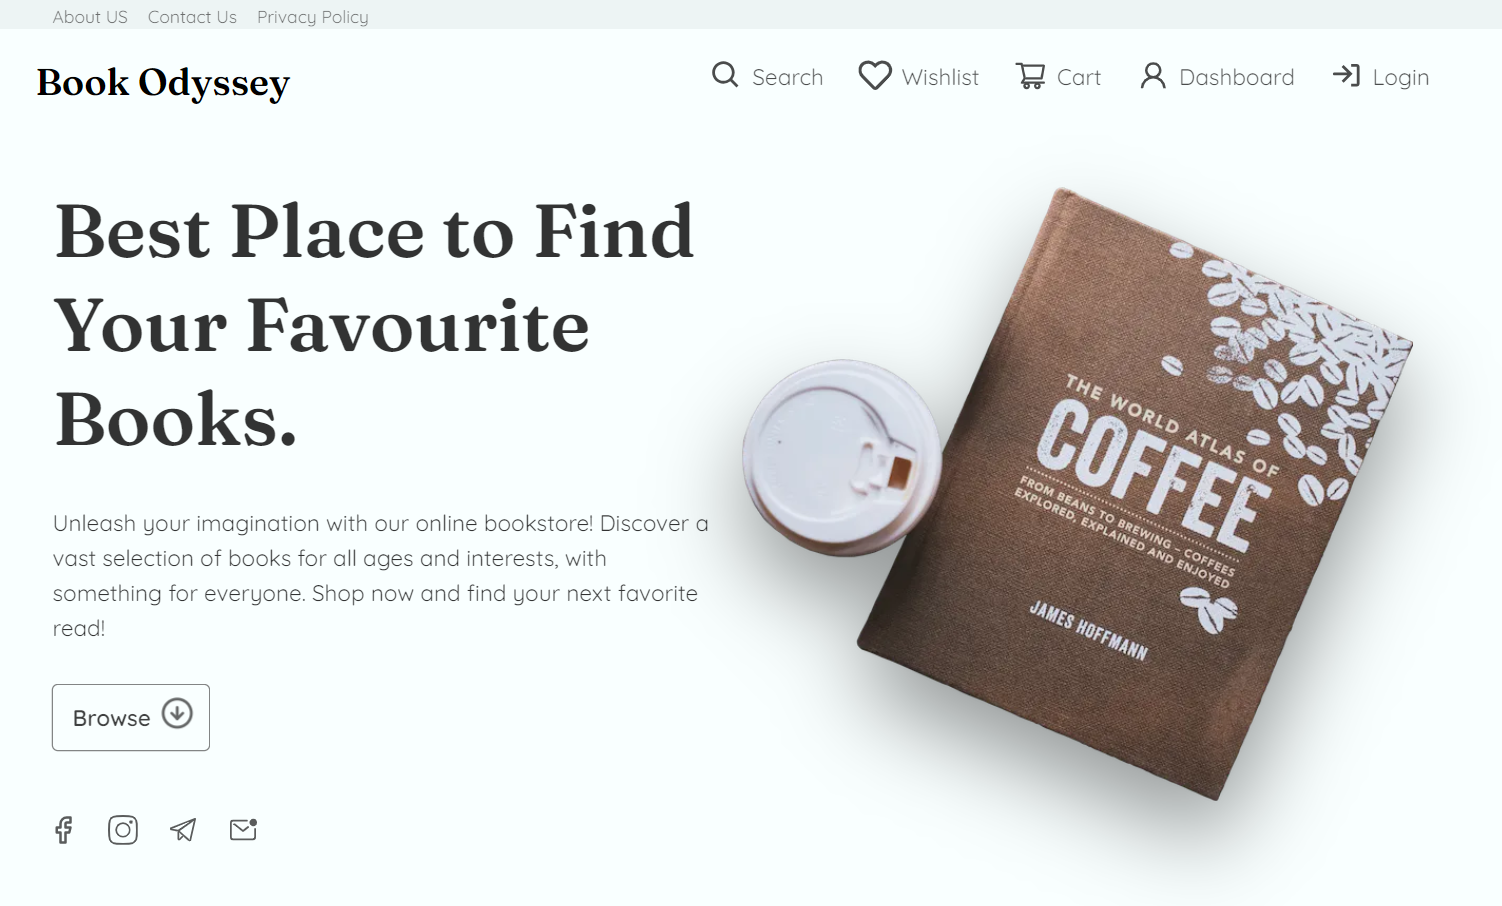 About US Contact Us Privacy Policy
Book Odyssey
Search Wishlist Cart Dashboard Login
Best Place to Find
Your Favourite
Books.
Unleash your imagination with our online bookstore! Discover a
vast selection of books for all ages and interests, with
something for everyone. Shop now and find your next favorite
read!
Browse
THE WORLD ATLAS OF
COFFEE
FROM BEANS TO BREWING – COFFEES
EXPLORED, EXPLAINED AND ENJOYED
JAMES HOFFMANN